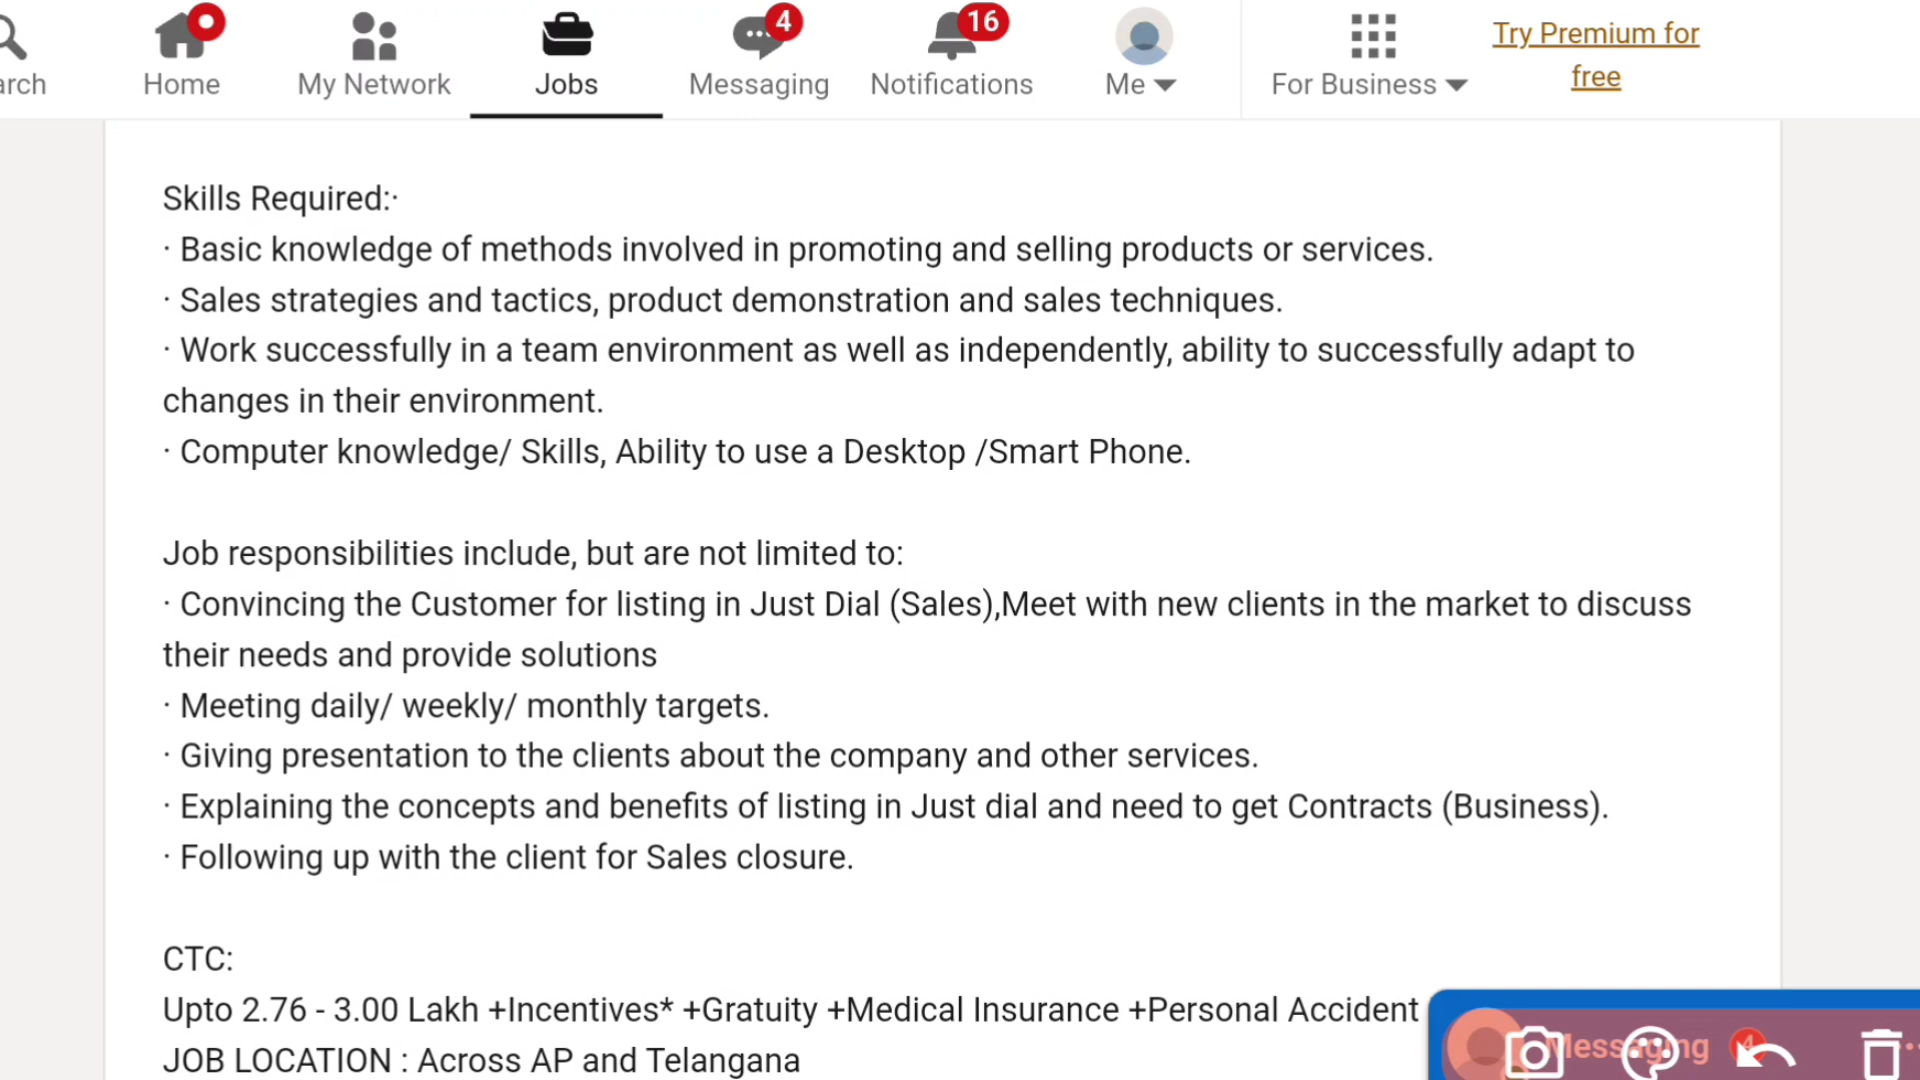 arch
Home
My Network
Jobs
4
Messaging
16
Notifications
Me
For Business
Try Premium for
free
Skills Required:·
· Basic knowledge of methods involved in promoting and selling products or services.
· Sales strategies and tactics, product demonstration and sales techniques.
· Work successfully in a team environment as well as independently, ability to successfully adapt to
changes in their environment.
· Computer knowledge/ Skills, Ability to use a Desktop /Smart Phone.
Job responsibilities include, but are not limited to:
· Convincing the Customer for listing in Just Dial (Sales),Meet with new clients in the market to discuss
their needs and provide solutions
· Meeting daily/ weekly/ monthly targets.
· Giving presentation to the clients about the company and other services.
· Explaining the concepts and benefits of listing in Just dial and need to get Contracts (Business).
· Following up with the client for Sales closure.
CTC:
Upto 2.76 - 3.00 Lakh +Incentives* +Gratuity +Medical Insurance +Personal Accident
JOB LOCATION : Across AP and Telangana
Messaging